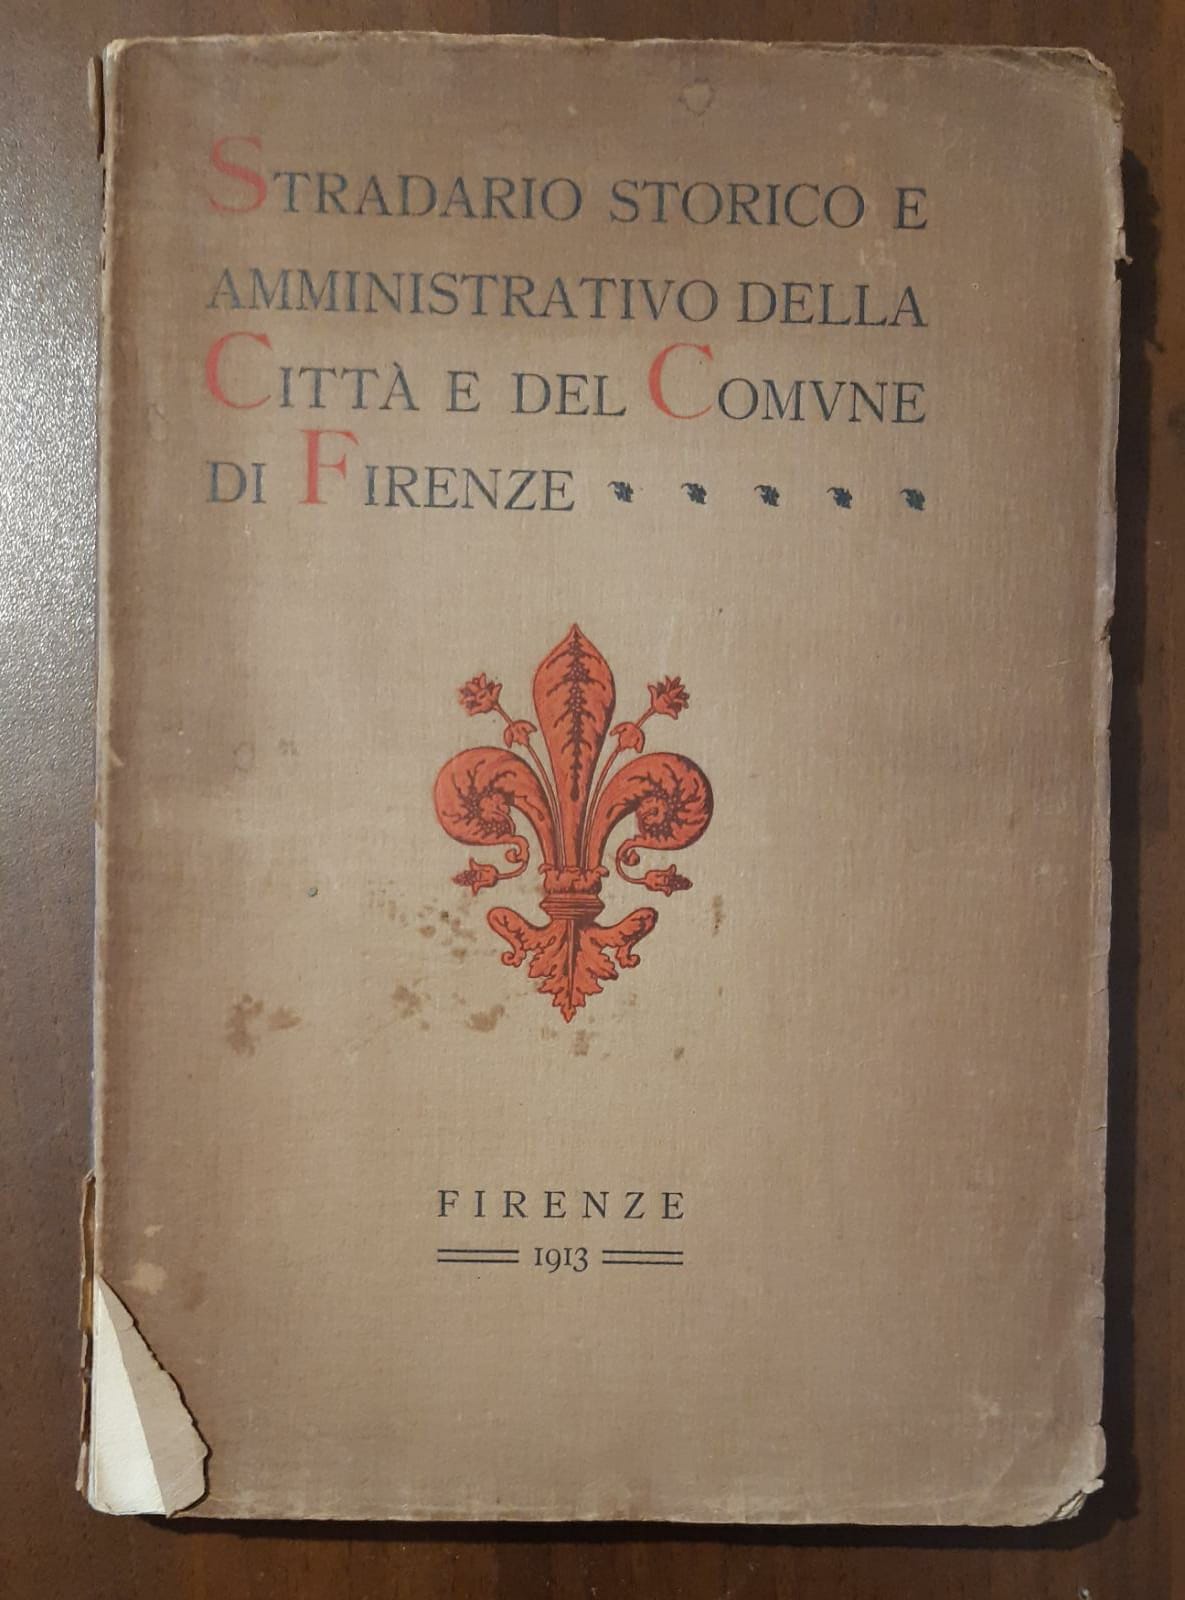 STRADARIO STORICO E
AMMINISTRATIVO DELLA
CITTÀ E DEL COMVNE
DI FIRENZE
FIRENZE
1913